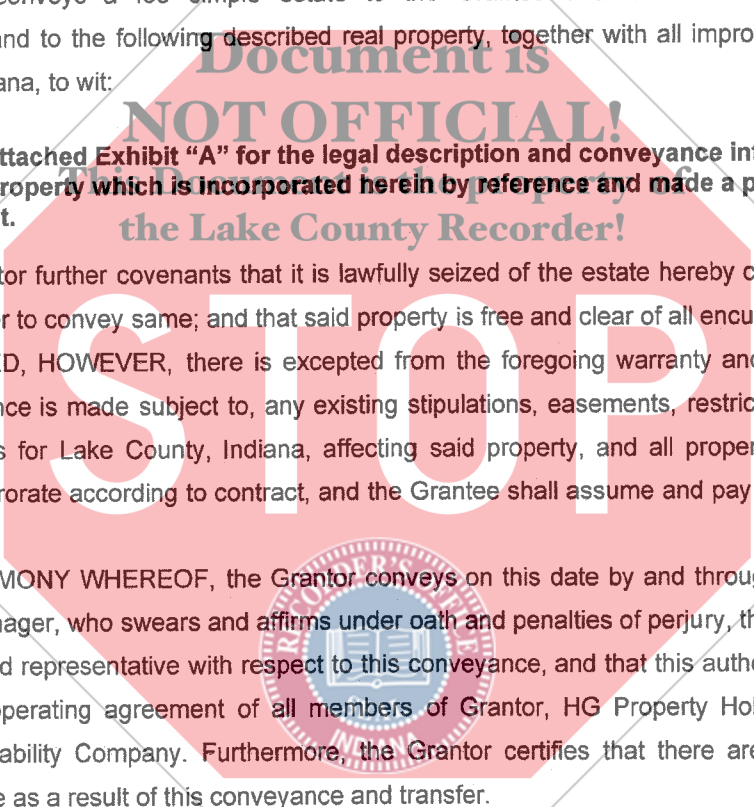 conveys a fee simple estate to the
and to the following described real property, together with all impro
Document is
ana, to wit:
NOT OFFICIAL!
ttached Exhibit “A” for the legal description and conveyance in
This Document is the property of
roperty which is incorporated herein by reference and made a p
t.
the Lake County Recorder!
tor further covenants that it is lawfully seized of the estate hereby c
r to convey same; and that said property is free and clear of all encu
ED, HOWEVER, there is excepted from the foregoing warranty and
nce is made subject to, any existing stipulations, easements, restric
s for Lake County, Indiana, affecting said property, and all proper
rorate according to contract, and the Grantee shall assume and pay
STOP
MONY WHEREOF, the Grantor conveys on this date by and throug
nager, who swears and affirms under oath and penalties of perjury, th
d representative with respect to this conveyance, and that this autho
operating agreement of all members of Grantor, HG Property Hol
ability Company. Furthermore, the Grantor certifies that there are
e as a result of this conveyance and transfer.
RECORDER'S OFFICE
SEAL
INDIANA